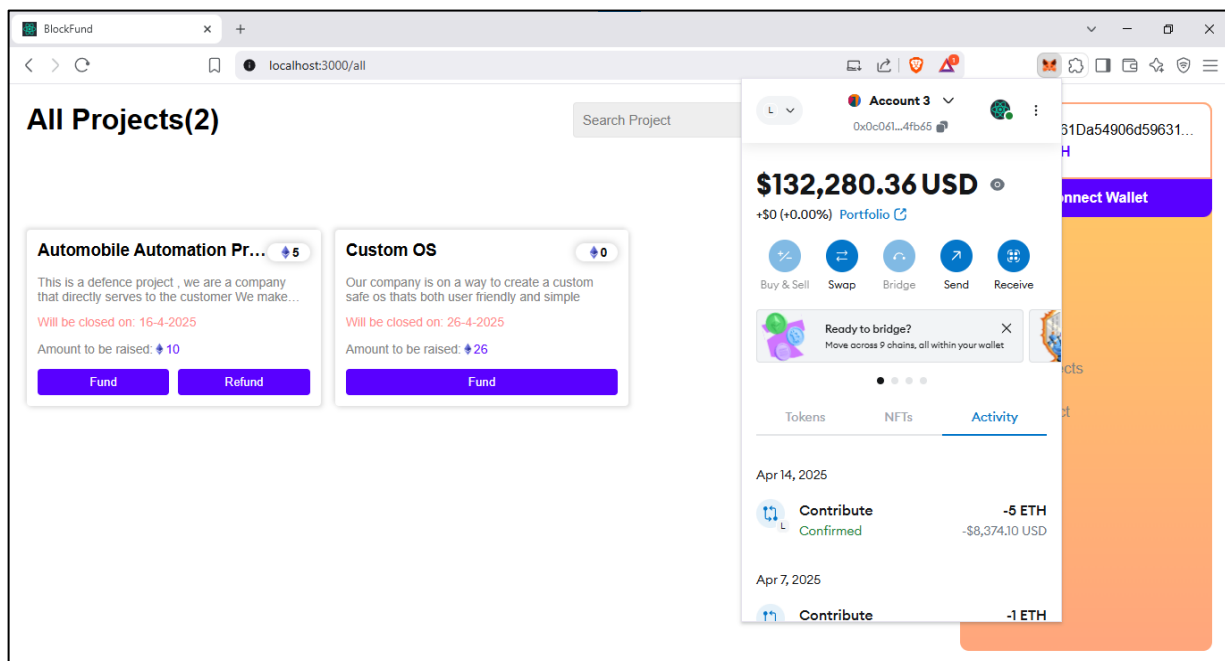 BlockFund
localhost:3000/all
All Projects(2)
Search Project
Automobile Automation Pr... 5
This is a defence project , we are a company
that directly serves to the customer We make...
Will be closed on: 16-4-2025
Amount to be raised: 10
Fund
Refund
Custom OS 0
Our company is on a way to create a custom
safe os thats both user friendly and simple
Will be closed on: 26-4-2025
Amount to be raised: 26
Fund
L
Account 3
0x0c061...4fb65
$132,280.36 USD
+$0 (+0.00%) Portfolio
Buy & Sell
Swap
Bridge
Send
Receive
Ready to bridge?
Move across 9 chains, all within your wallet
Tokens
NFTs
Activity
Apr 14, 2025
Contribute -5 ETH
L
Confirmed -$8,374.10 USD
Apr 7, 2025
Contribute -1 ETH
61Da54906d59631...
H
nnect Wallet
cts
ct
1